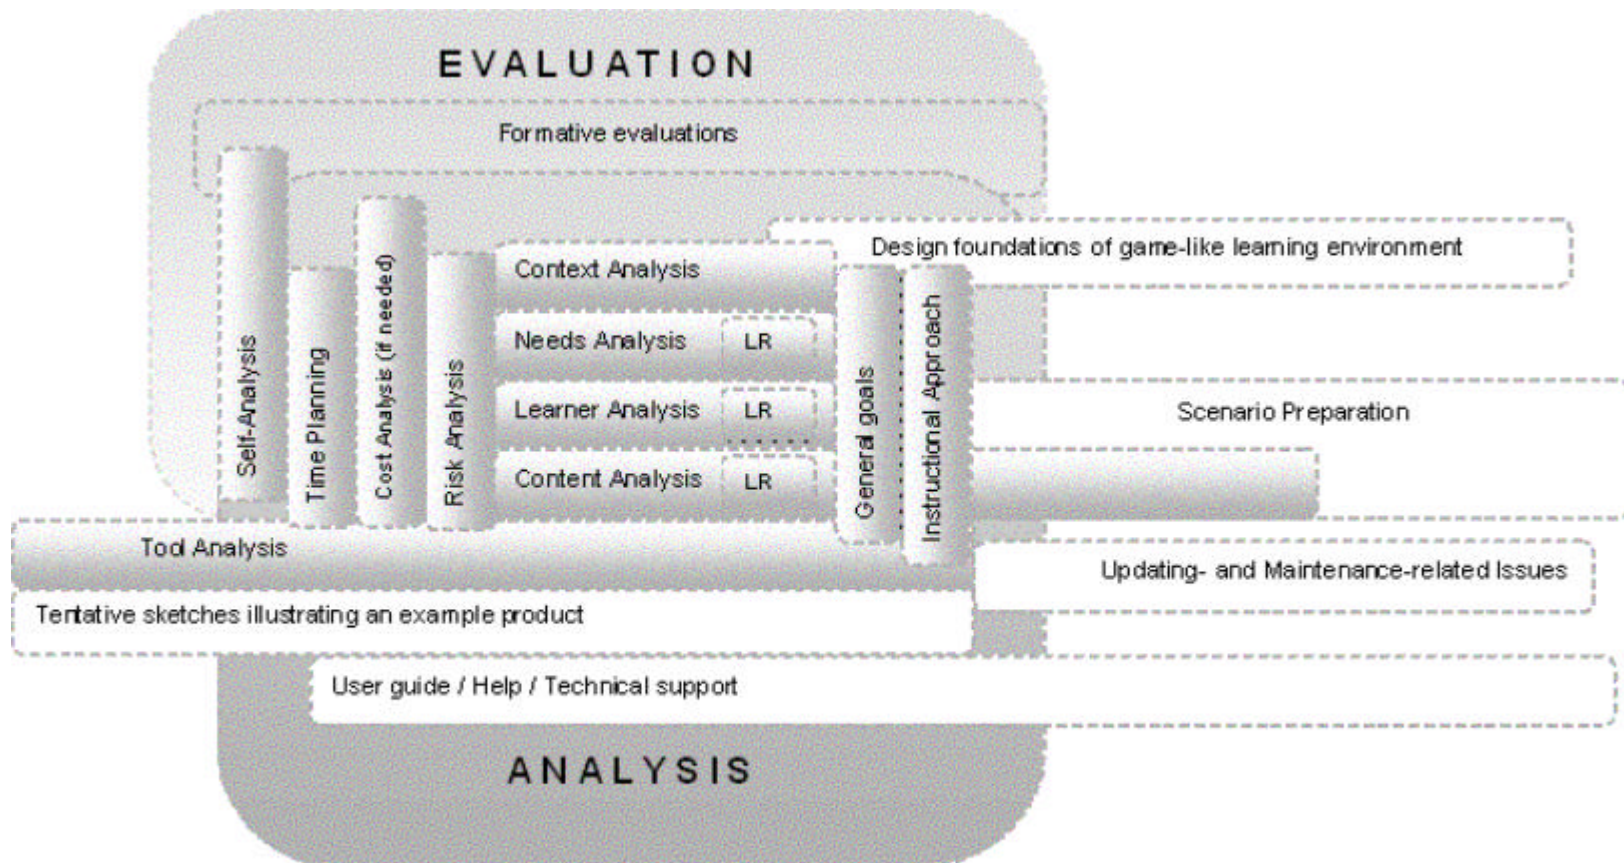 EVALUATION
Formative evaluations
Self-Analysis
Time Planning
Cost Analysis (if needed)
Risk Analysis
Context Analysis
Needs Analysis
LR
Learner Analysis
LR
Content Analysis
LR
General goals
Instructional Approach
Design foundations of game-like learning environment
Scenario Preparation
Tool Analysis
Updating- and Maintenance-related Issues
Tentative sketches illustrating an example product
User guide / Help / Technical support
ANALYSIS